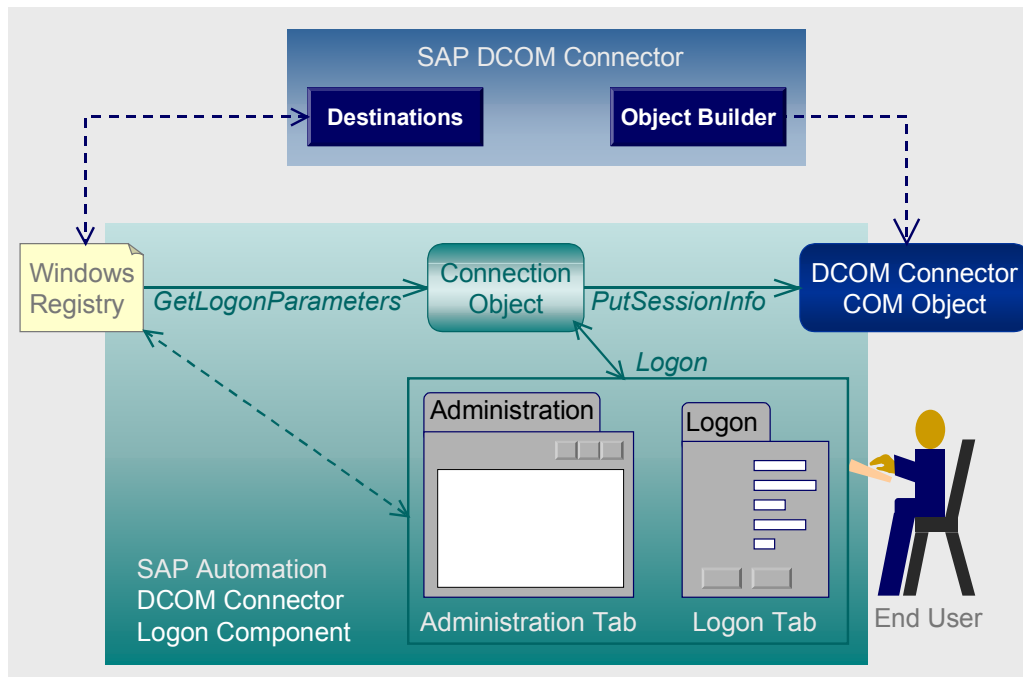 SAP DCOM Connector
Destinations
Object Builder
Windows
Registry
GetLogonParameters
Connection
Object
PutSessionInfo
DCOM Connector
COM Object
Logon
Administration
Logon
SAP Automation
DCOM Connector
Logon Component
Administration Tab
Logon Tab
End User